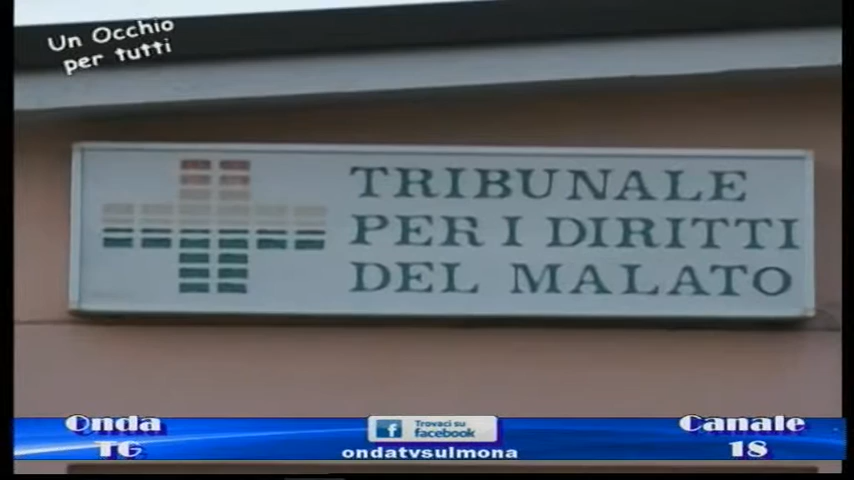 Un Occhio
per tutti
TRIBUNALE
PER I DIRITTI
DEL MALATO
Onda
TG
Trovaci su
facebook
ondatvsulmona
Canale
18